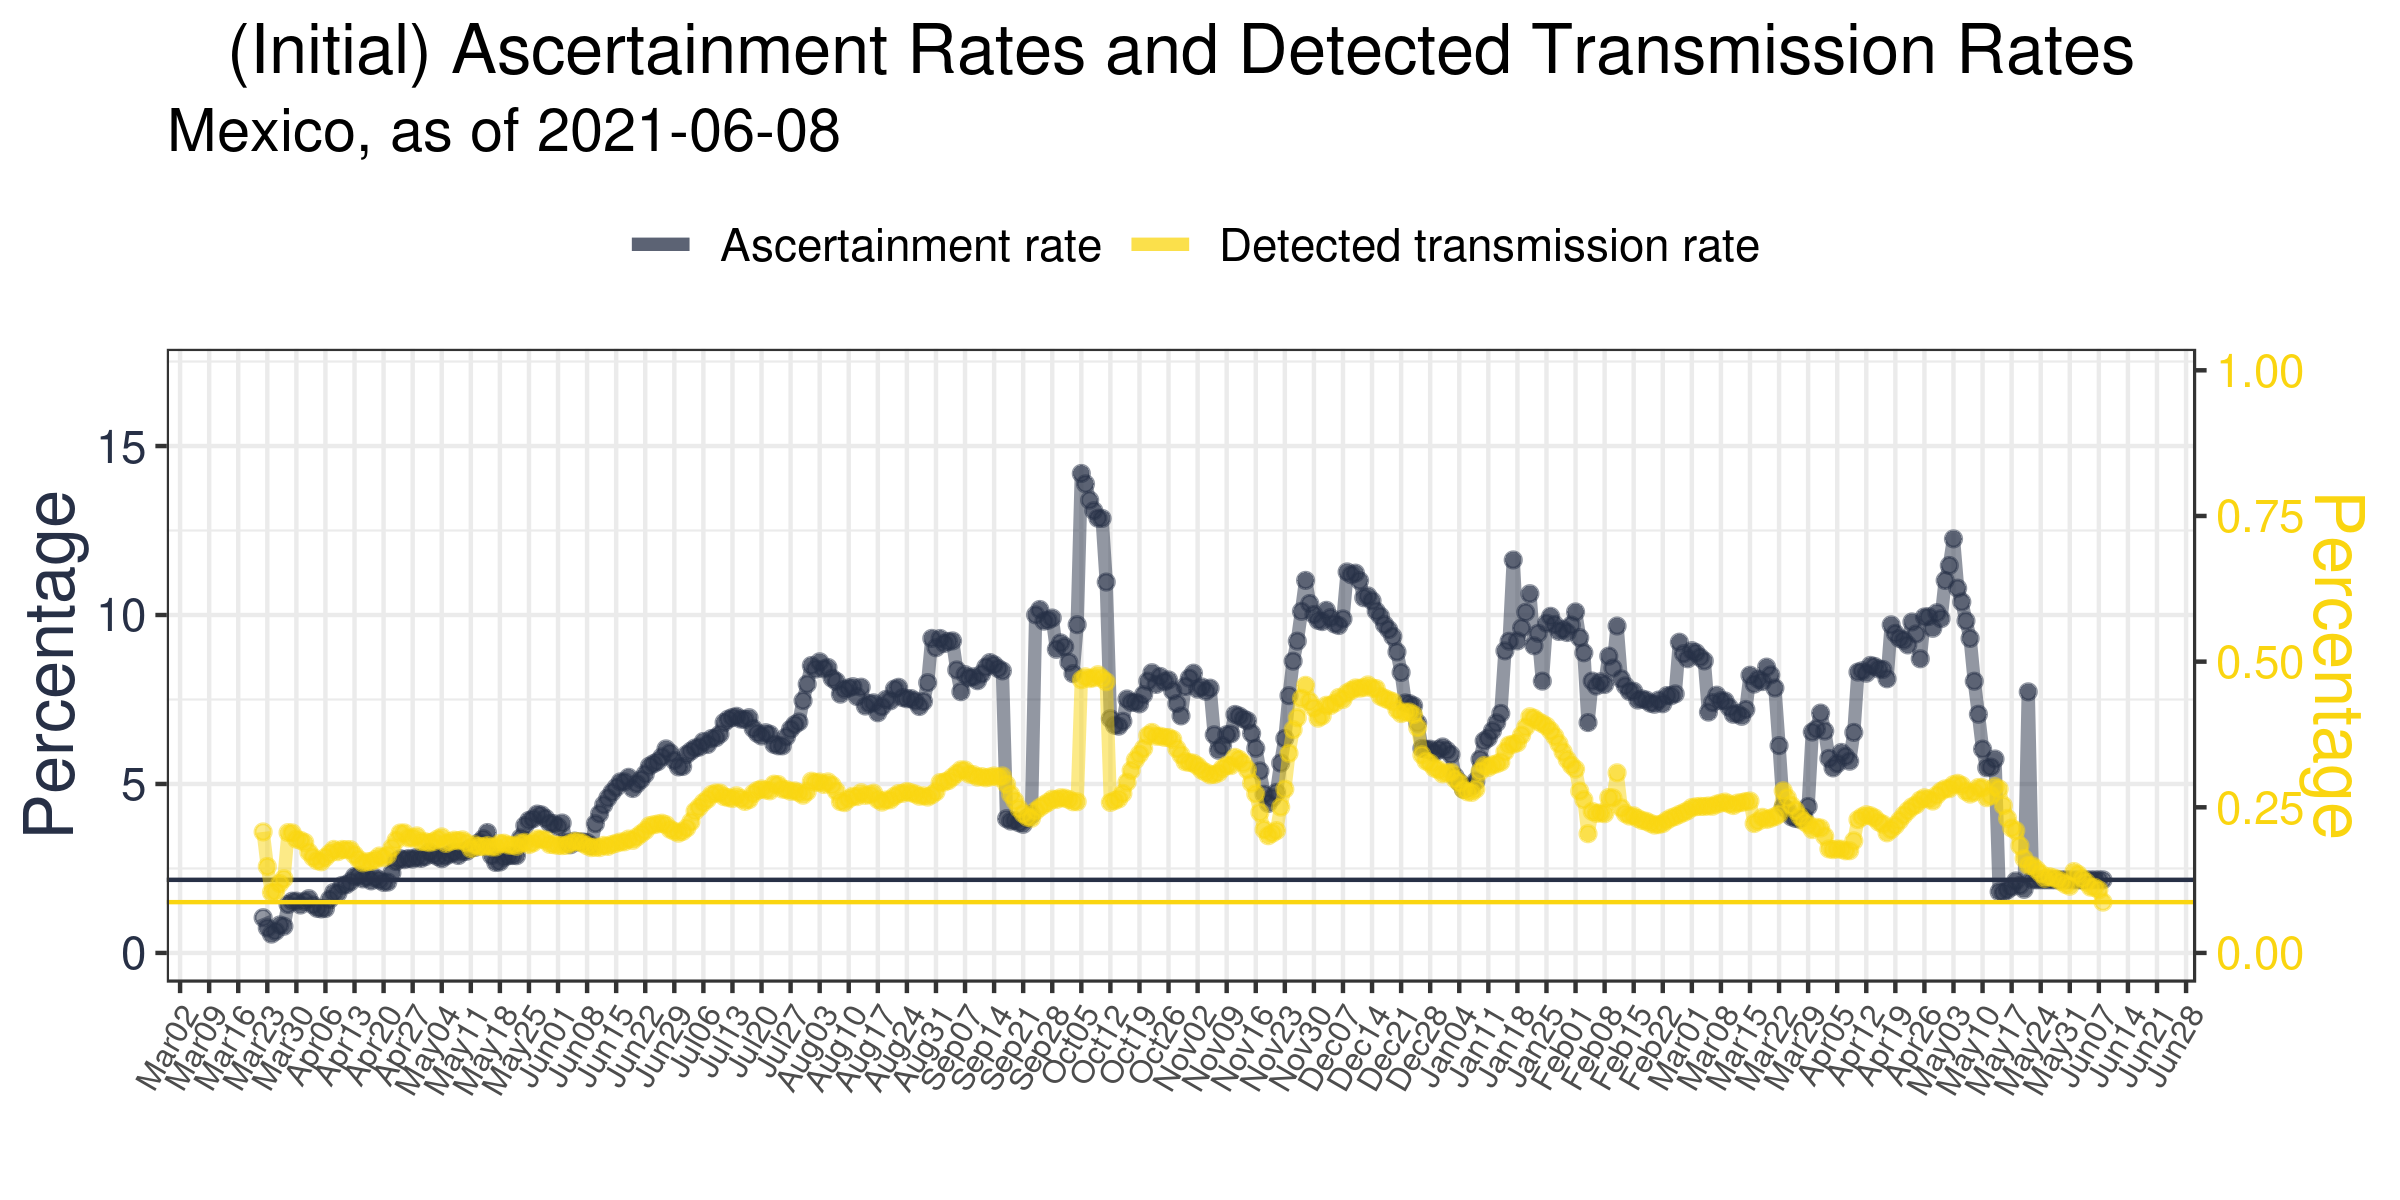 (Initial) Ascertainment Rates and Detected Transmission Rates
Mexico, as of 2021-06-08
Ascertainment rate
Detected transmission rate
Percentage
15
10
5
0
1.00
0.75
0.50
0.25
0.00
Percentage
Mar02
Mar09
Mar16
Mar23
Mar30
Apr06
Apr13
Apr20
Apr27
May04
May11
May18
May25
Jun01
Jun08
Jun15
Jun22
Jun29
Jul06
Jul13
Jul20
Jul27
Aug03
Aug10
Aug17
Aug24
Aug31
Sep07
Sep14
Sep21
Sep28
Oct05
Oct12
Oct19
Oct26
Nov02
Nov09
Nov16
Nov23
Nov30
Dec07
Dec14
Dec21
Dec28
Jan04
Jan11
Jan18
Jan25
Feb01
Feb08
Feb15
Feb22
Mar01
Mar08
Mar15
Mar22
Mar29
Apr05
Apr12
Apr19
Apr26
May03
May10
May17
May24
May31
Jun07
Jun14
Jun21
Jun28